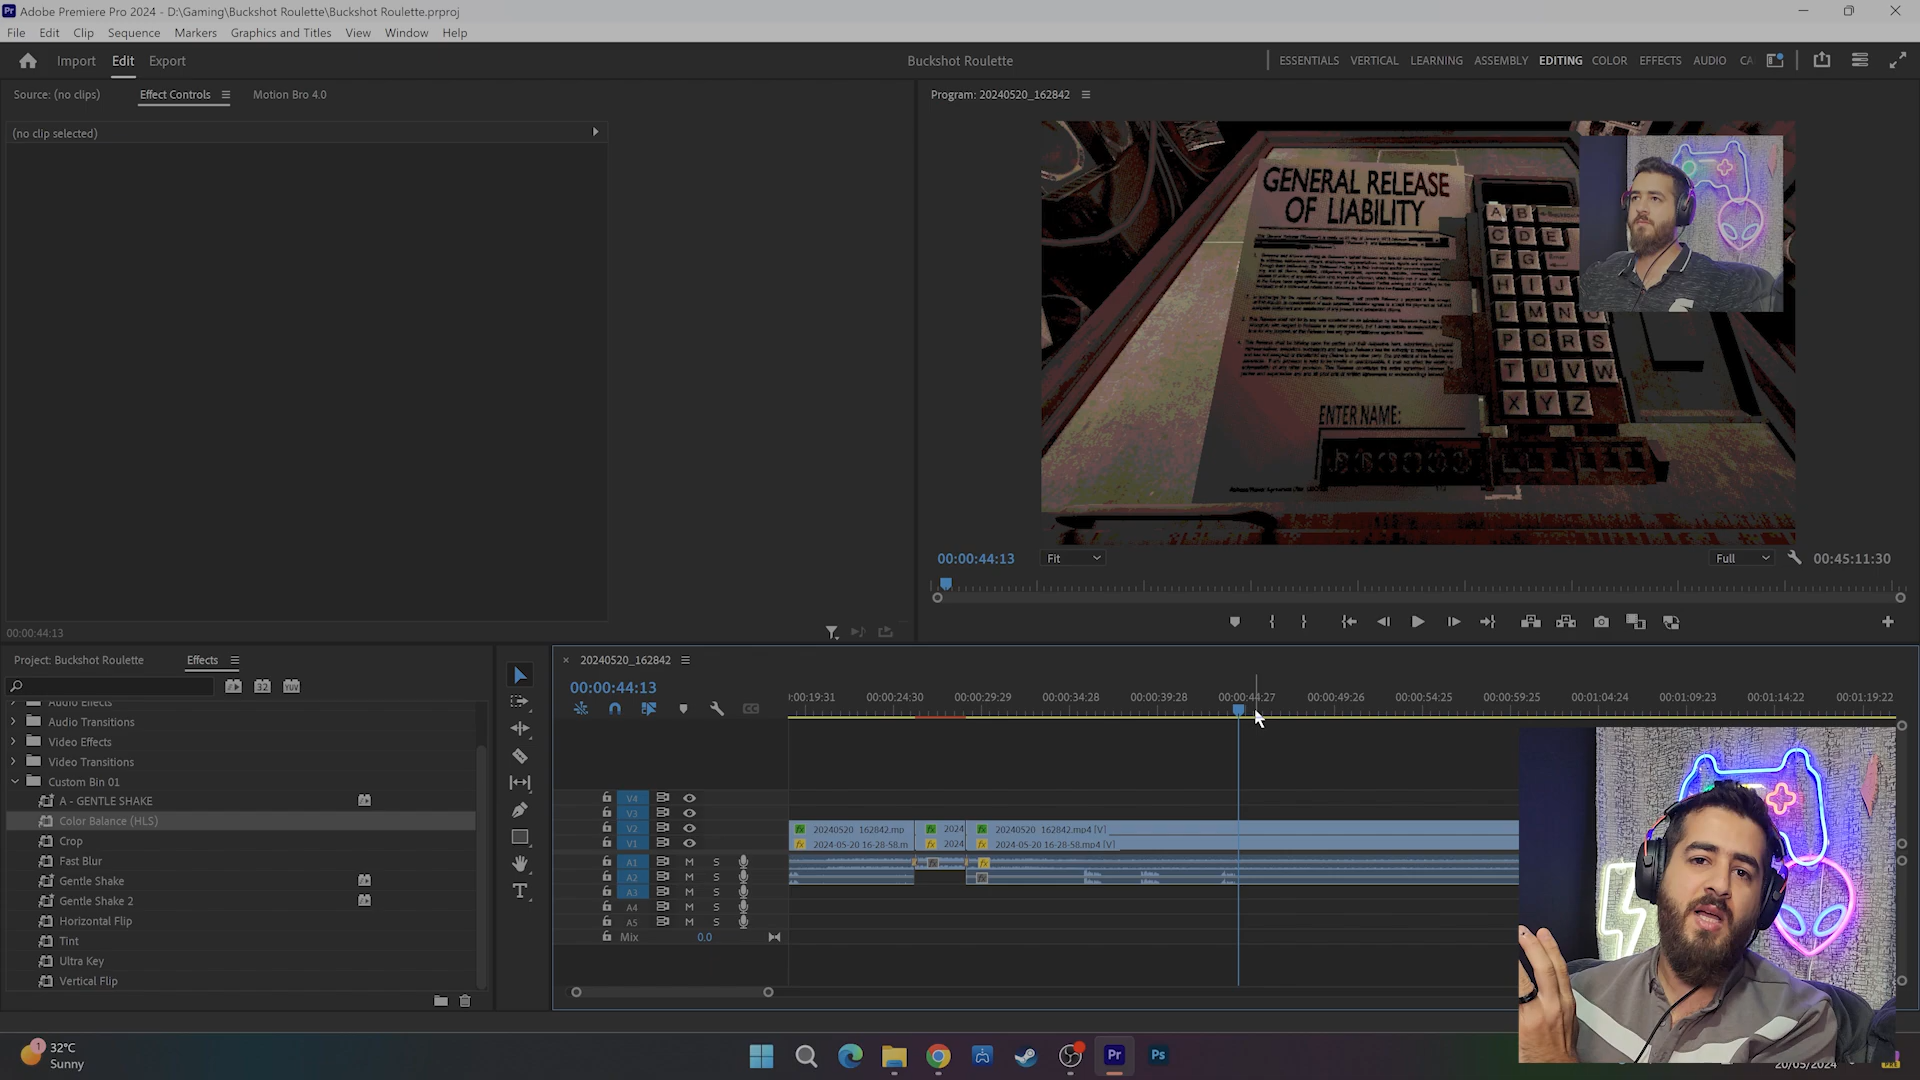 Adobe Premiere Pro 2024 - D:\Gaming\Buckshot Roulette\Buckshot Roulette.prproj
File Edit Clip Sequence Markers Graphics and Titles View Window Help
Import Edit Export
Buckshot Roulette
ESSENTIALS VERTICAL LEARNING ASSEMBLY EDITING COLOR EFFECTS AUDIO CA
Source: (no clips) Effect Controls Motion Bro 4.0
Program: 20240520_162842
(no clip selected)
GENERAL RELEASE
OF LIABILITY
A B
C D E
F G
H I J
L M N O
P Q R S
T U V W
X Y Z
ENTER NAME:
00:00:44:13 Fit Full 00:45:11:30
00:00:44:13
Project: Buckshot Roulette Effects
32 YUV
Audio Effects
Audio Transitions
Video Effects
Video Transitions
Custom Bin 01
A - GENTLE SHAKE
Color Balance (HLS)
Crop
Fast Blur
Gentle Shake
Gentle Shake 2
Horizontal Flip
Tint
Ultra Key
Vertical Flip
20240520_162842
00:00:44:13
:00:19:31 00:00:24:30 00:00:29:29 00:00:34:28 00:00:39:28 00:00:44:27 00:00:49:26 00:00:54:25 00:00:59:25 00:01:04:24 00:01:09:23 00:01:14:22 00:01:19:22
V4
V3
V2 20240520_162842.mp 2024 20240520_162842.mp4 [V]
V1 2024-05-20 16-28-58.m 2024 2024-05-20 16-28-58.mp4 [V]
A1 M S
A2 M S
A3 M S
A4 M S
A5 M S
Mix 0.0
32°C
Sunny
Pr Ps
20/05/2024